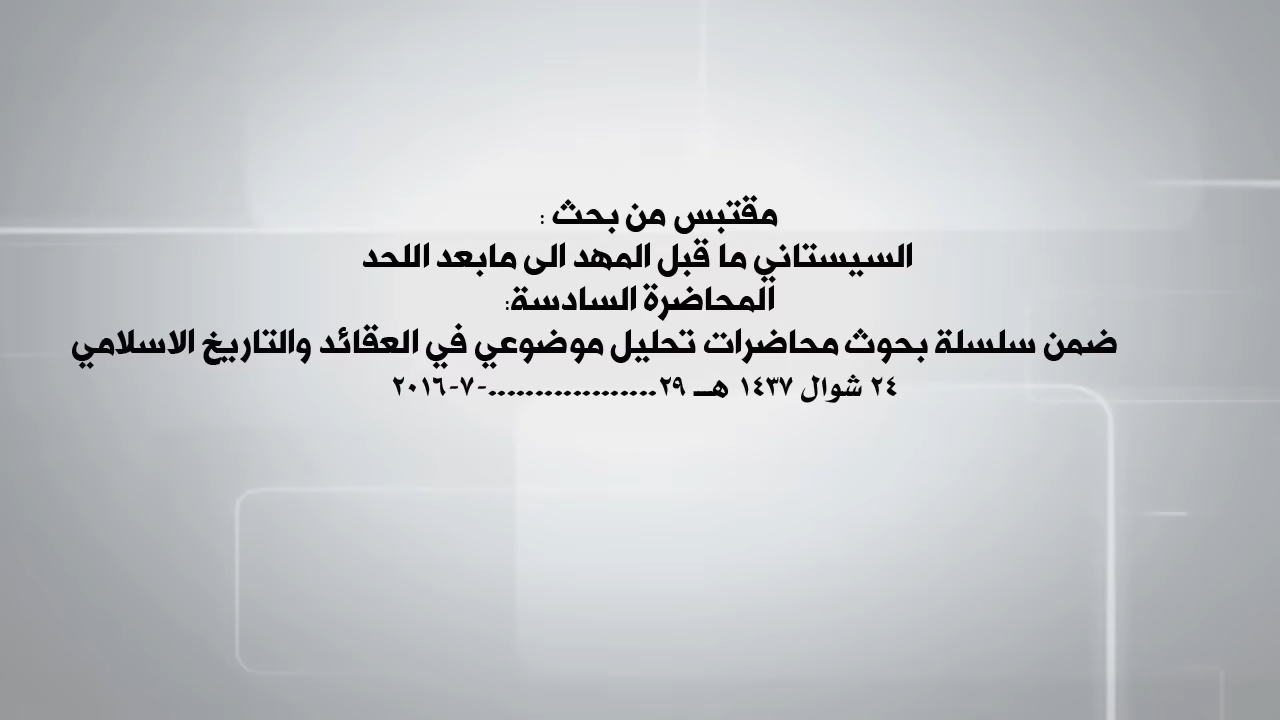 مقتبس من بحث :
السيستاني ما قبل المهد الى مابعد اللحد
المحاضرة السادسة:
ضمن سلسلة بحوث محاضرات تحليل موضوعي في العقائد والتاريخ الاسلامي
٢٤ شوال ١٤٣٧ هـ ٢٩..................-٧-٢٠١٦